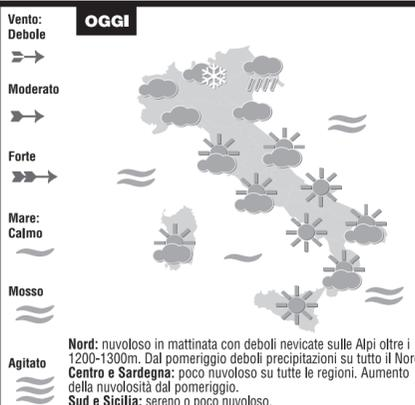 Vento:
Debole
OGGI
Moderato
Forte
Mare:
Calmo
Mosso
Agitato
Nord: nuvoloso in mattinata con deboli nevicate sulle Alpi oltre i
1200-1300m. Dal pomeriggio deboli precipitazioni su tutto il Nor
Centro e Sardegna: poco nuvoloso su tutte le regioni. Aumento
della nuvolosità dal pomeriggio.
Sud e Sicilia: sereno o poco nuvoloso.